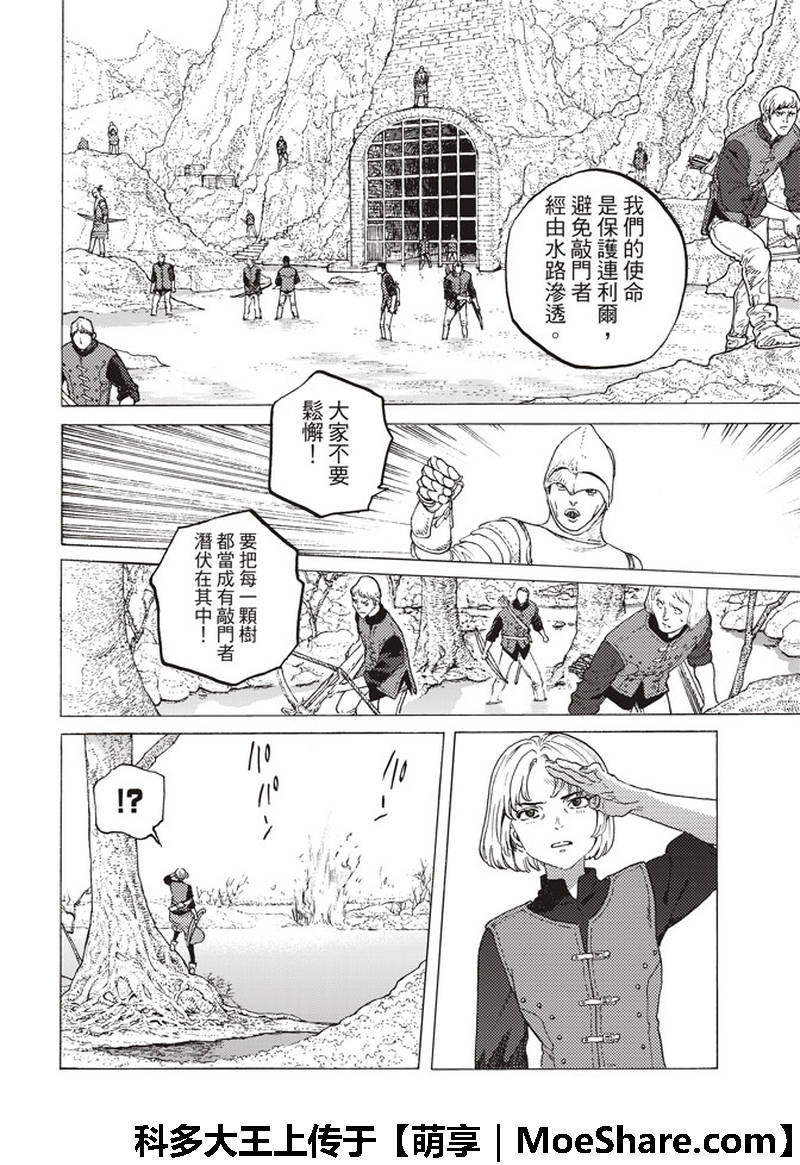 我們的使命
是保護連利爾，
避免敲門者
經由水路滲透。
大家不要
鬆懈！
要把每一顆樹
都當成有敲門者
潛伏在其中！
!?
パパ
パパ
科多大王上传于【萌享 | MoeShare.com】